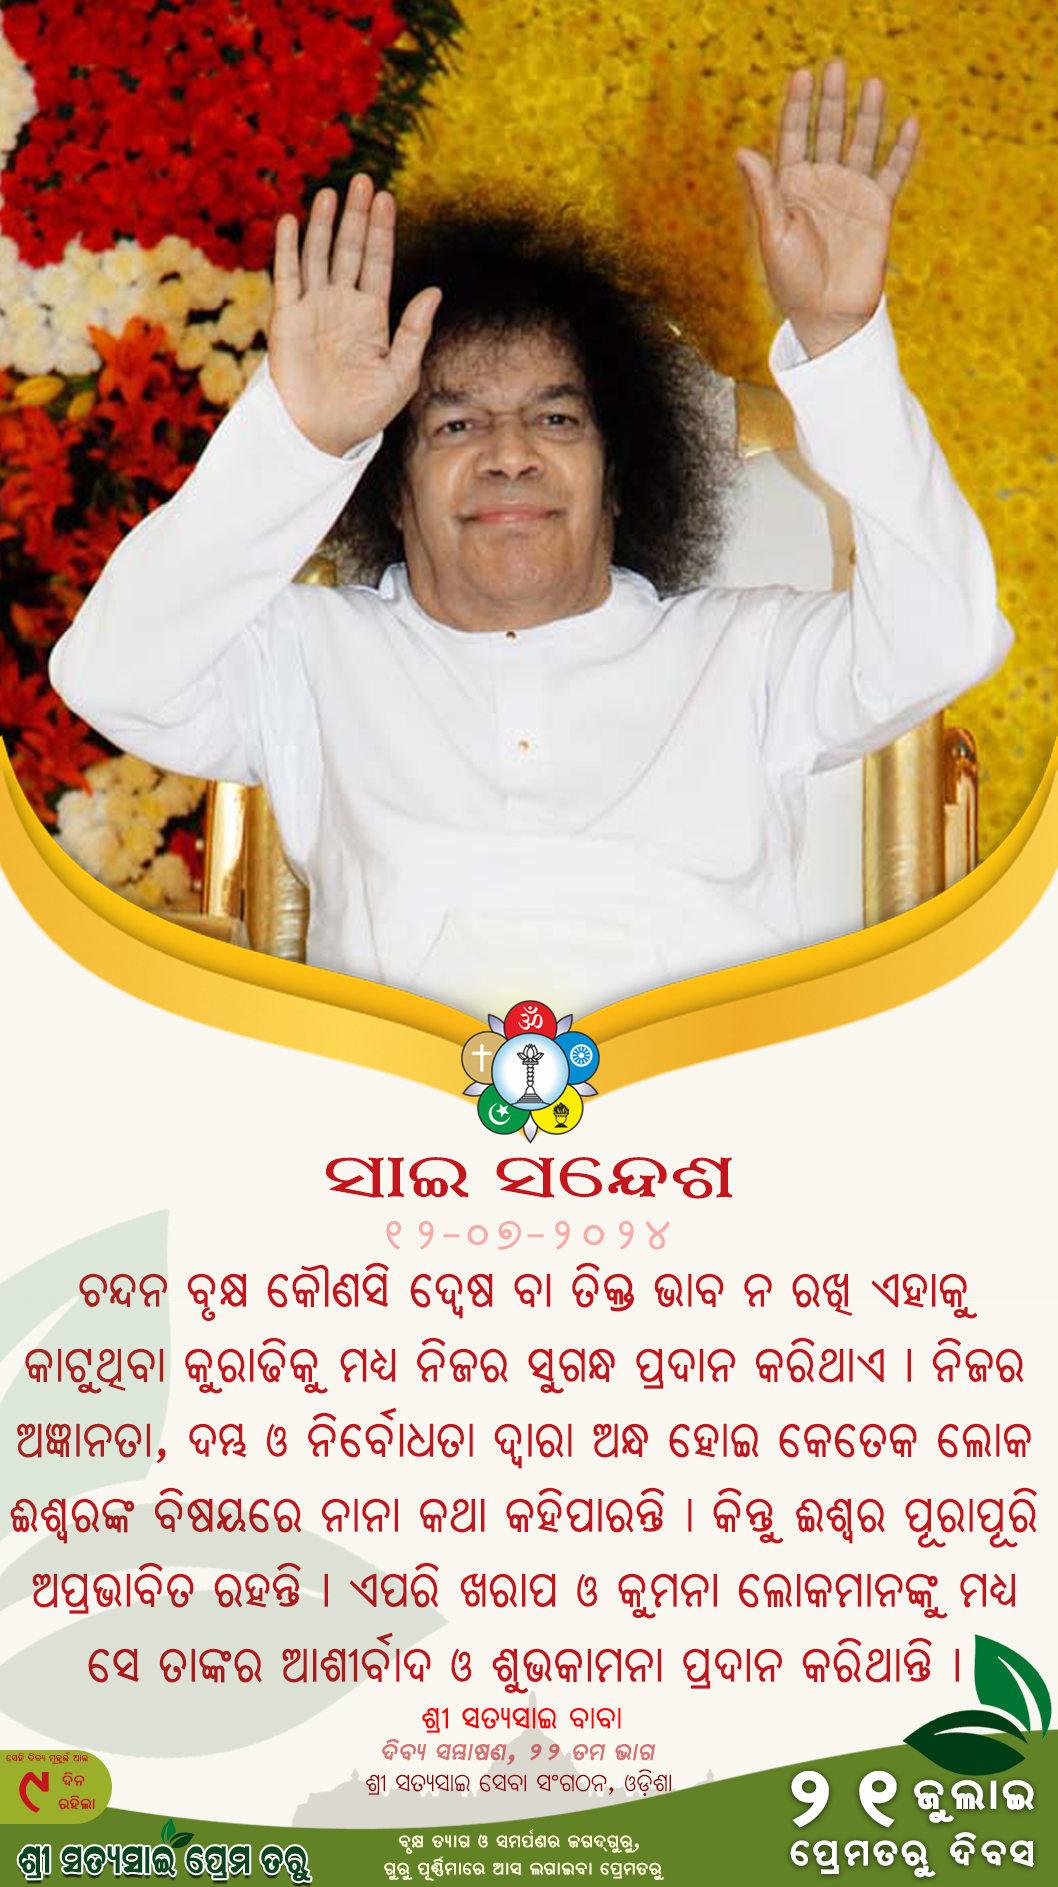 ସାଇ ସନ୍ଦେଶ
୧୨-୦୭-୨୦୨୪
ଚନ୍ଦନ ବୃକ୍ଷ କୌଣସି ଦ୍ୱେଷ ବା ତିକ୍ତ ଭାବ ନ ରଖି ଏହାକୁ
କାଟୁଥିବା କୁରାଢିକୁ ମଧ୍ୟ ନିଜର ସୁଗନ୍ଧ ପ୍ରଦାନ କରିଥାଏ । ନିଜର
ଅଜ୍ଞାନତା, ଦମ୍ଭ ଓ ନିର୍ବୋଧତା ଦ୍ୱାରା ଅନ୍ଧ ହୋଇ କେତେକ ଲୋକ
ଈଶ୍ୱରଙ୍କ ବିଷୟରେ ନାନା କଥା କହିପାରନ୍ତି । କିନ୍ତୁ ଈଶ୍ୱର ପୂରାପୂରି
ଅପ୍ରଭାବିତ ରହନ୍ତି । ଏପରି ଖରାପ ଓ କୁମନା ଲୋକମାନଙ୍କୁ ମଧ୍ୟ
ସେ ତାଙ୍କର ଆଶୀର୍ବାଦ ଓ ଶୁଭକାମନା ପ୍ରଦାନ କରିଥାନ୍ତି ।
ଶ୍ରୀ ସତ୍ୟସାଇ ବାବା
ଦିବ୍ୟ ସମ୍ଭାଷଣ, ୨୨ ତମ ଭାଗ
ଶ୍ରୀ ସତ୍ୟସାଇ ସେବା ସଂଗଠନ, ଓଡ଼ିଶା
ସେହି ଦିବ୍ୟ ମୁହୂର୍ତ୍ତ ଆଉ
୯ ଦିନ
ରହିଲା
ଶ୍ରୀ ସତ୍ୟସାଇ ପ୍ରେମ ତରୁ
ବୃକ୍ଷ ତ୍ୟାଗ ଓ ସମର୍ପଣର ଜଗଦ୍‌ଗୁରୁ,
ଗୁରୁ ପୂର୍ଣ୍ଣିମାରେ ଆସ ଲଗାଇବା ପ୍ରେମତରୁ
୨୧ ଜୁଲାଇ
ପ୍ରେମତରୁ ଦିବସ
ॐ